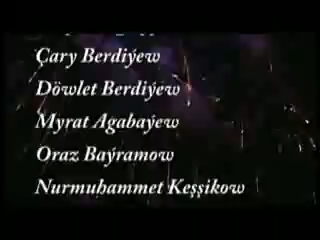 Çary Berdiýew
Döwlet Berdiýew
Myrat Agabaýew
Oraz Baýramow
Nurmuhammet Keşşikow